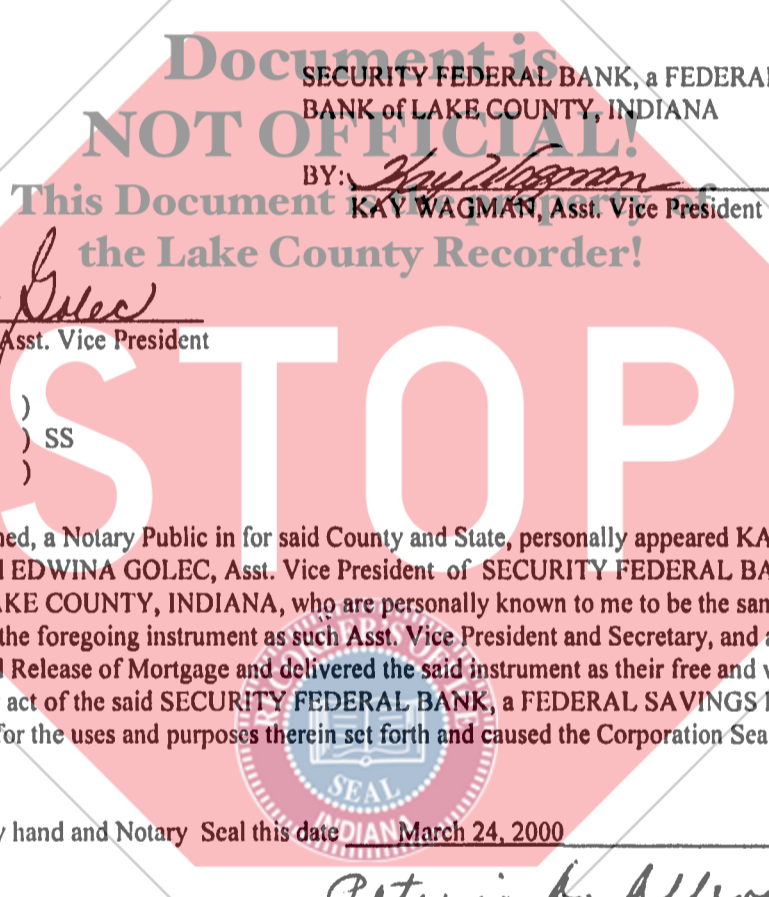 Document is
NOT OFFICIAL!
This Document is the property of
the Lake County Recorder!
STOP
SECURITY FEDERAL BANK, a FEDERAL
BANK of LAKE COUNTY, INDIANA
BY: Kay Wagman
KAY WAGMAN, Asst. Vice President
Golec
Asst. Vice President
)
) SS
)
ned, a Notary Public in for said County and State, personally appeared KA
EDWINA GOLEC, Asst. Vice President of SECURITY FEDERAL BA
AKE COUNTY, INDIANA, who are personally known to me to be the sam
the foregoing instrument as such Asst. Vice President and Secretary, and a
Release of Mortgage and delivered the said instrument as their free and v
act of the said SECURITY FEDERAL BANK, a FEDERAL SAVINGS
for the uses and purposes therein set forth and caused the Corporation Sea
SEAL
INDIANA
y hand and Notary Seal this date March 24, 2000